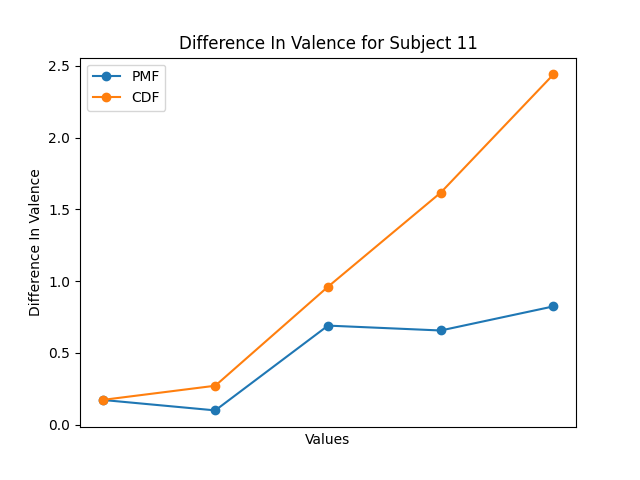 Difference In Valence for Subject 11
PMF
CDF
2.5
2.0
1.5
1.0
0.5
0.0
Difference In Valence
Values